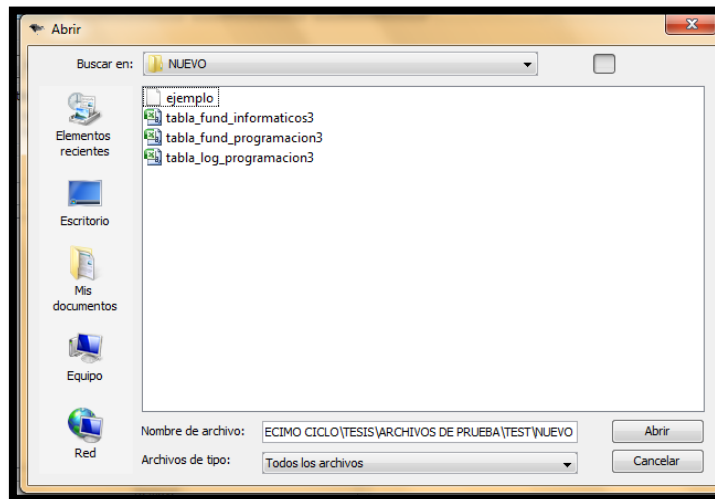 Abrir
Buscar en: NUEVO
ejemplo
tabla_fund_informaticos3
tabla_fund_programación3
tabla_log_programacion3
Elementos
recientes
Escritorio
Mis
documentos
Equipo
Red
Nombre de archivo: ECIMO CICLO\TESIS\ARCHIVOS DE PRUEBA\TEST\NUEVO Abrir
Archivos de tipo: Todos los archivos Cancelar